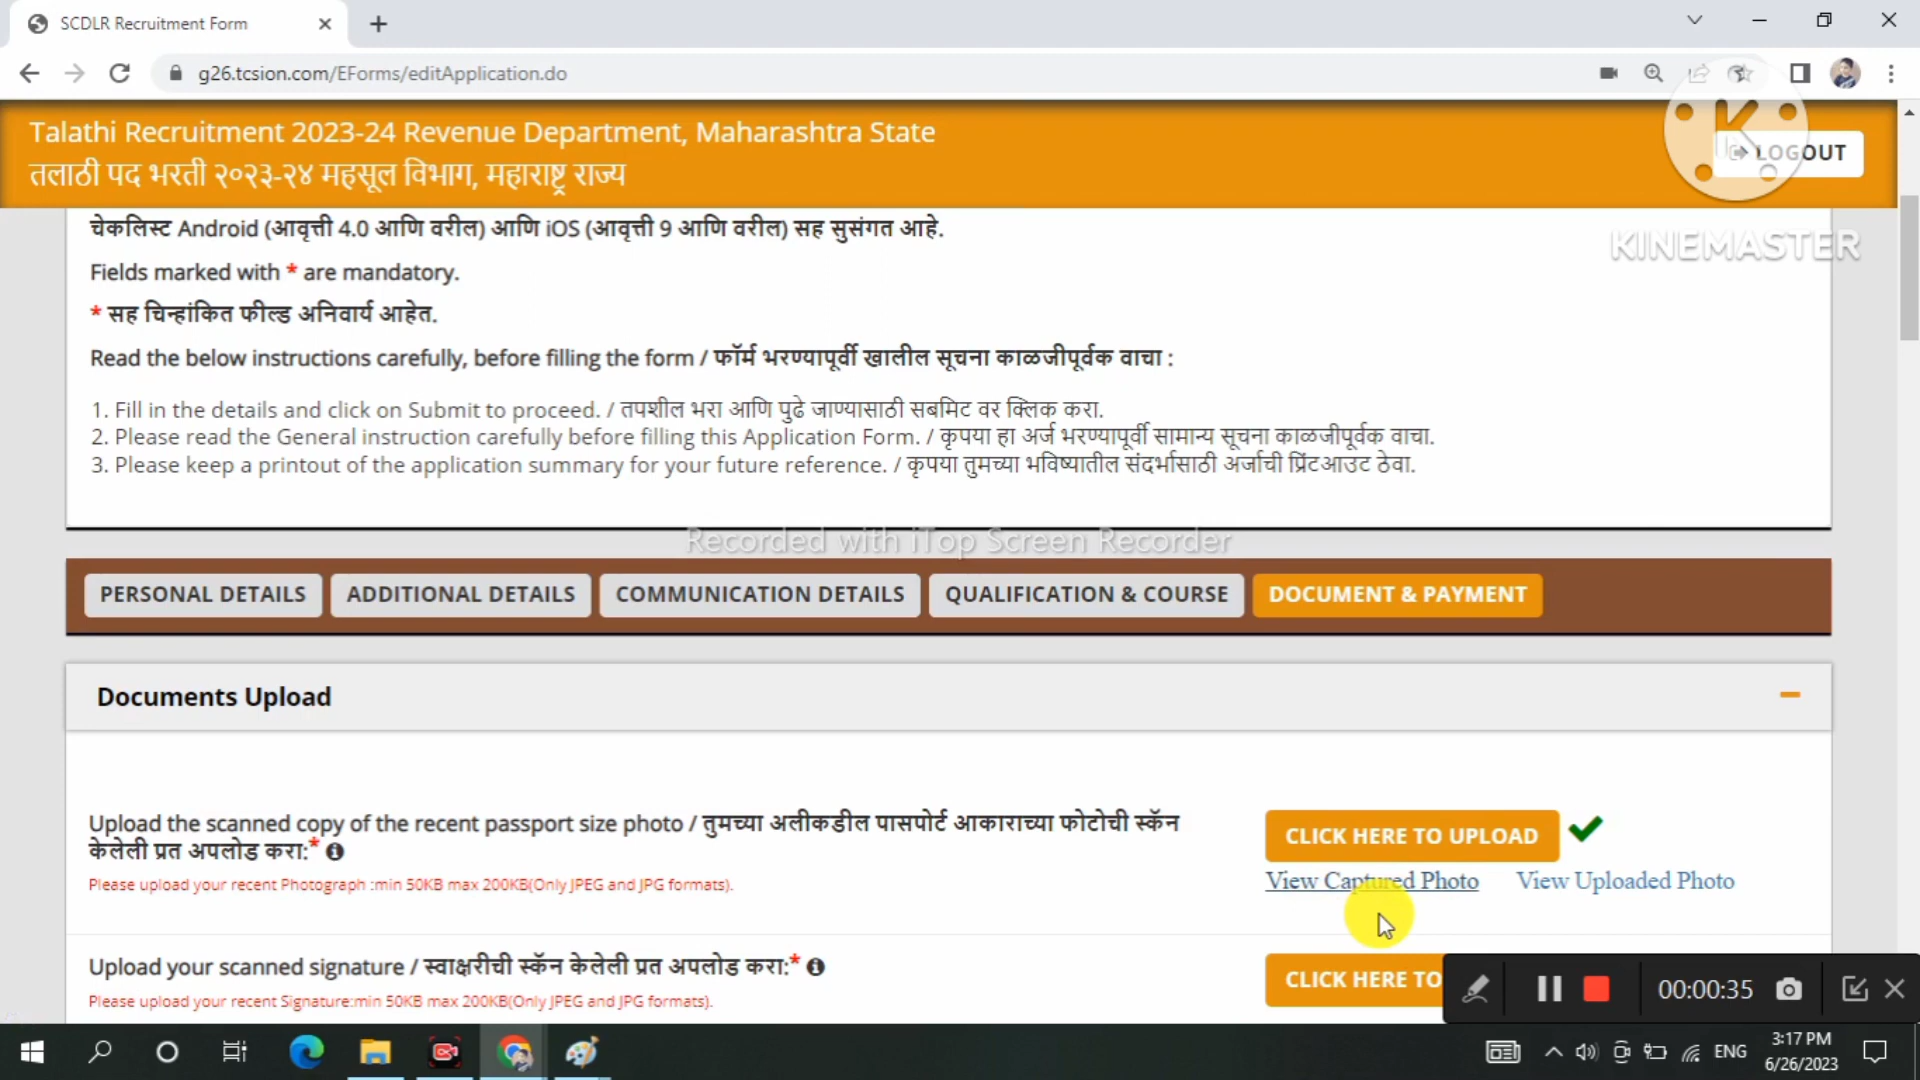 SCDLR Recruitment Form
g26.tcsion.com/EForms/editApplication.do
Talathi Recruitment 2023-24 Revenue Department, Maharashtra State
तलाठी पद भरती २०२३-२४ महसूल विभाग, महाराष्ट्र राज्य
LOGOUT
KINEMASTER
चेकलिस्ट Android (आवृत्ती 4.0 आणि वरील) आणि iOS (आवृत्ती 9 आणि वरील) सह सुसंगत आहे.
Fields marked with * are mandatory.
* सह चिन्हांकित फील्ड अनिवार्य आहेत.
Read the below instructions carefully, before filling the form / फॉर्म भरण्यापूर्वी खालील सूचना काळजीपूर्वक वाचा :
1. Fill in the details and click on Submit to proceed. / तपशील भरा आणि पुढे जाण्यासाठी सबमिट वर क्लिक करा.
2. Please read the General instruction carefully before filling this Application Form. / कृपया हा अर्ज भरण्यापूर्वी सामान्य सूचना काळजीपूर्वक वाचा.
3. Please keep a printout of the application summary for your future reference. / कृपया तुमच्या भविष्यातील संदर्भासाठी अर्जाची प्रिंटआउट ठेवा.
Recorded with iTop Screen Recorder
PERSONAL DETAILS ADDITIONAL DETAILS COMMUNICATION DETAILS QUALIFICATION & COURSE DOCUMENT & PAYMENT
Documents Upload
Upload the scanned copy of the recent passport size photo / तुमच्या अलीकडील पासपोर्ट आकाराच्या फोटोची स्कॅन
केलेली प्रत अपलोड करा:*
Please upload your recent Photograph :min 50KB max 200KB(Only JPEG and JPG formats).
CLICK HERE TO UPLOAD
View Captured Photo View Uploaded Photo
Upload your scanned signature / स्वाक्षरीची स्कॅन केलेली प्रत अपलोड करा:*
Please upload your recent Signature:min 50KB max 200KB(Only JPEG and JPG formats).
CLICK HERE TO
00:00:35
ENG
3:17 PM
6/26/2023